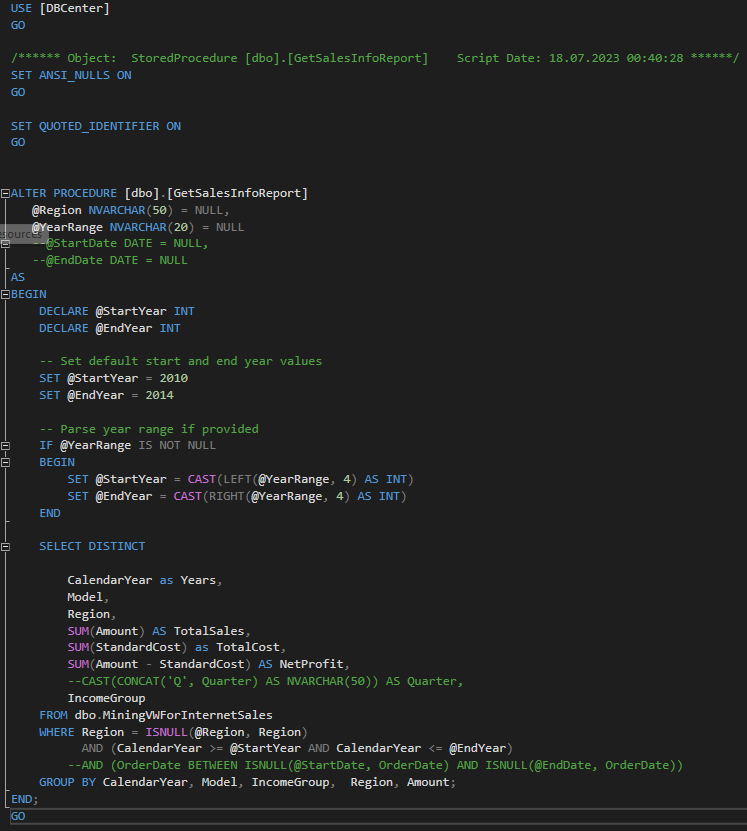 USE [DBCenter]
GO
/****** Object:  StoredProcedure [dbo].[GetSalesInfoReport]    Script Date: 18.07.2023 00:40:28 ******/
SET ANSI_NULLS ON
GO
SET QUOTED_IDENTIFIER ON
GO
ALTER PROCEDURE [dbo].[GetSalesInfoReport]
@Region NVARCHAR(50) = NULL,
@YearRange NVARCHAR(20) = NULL
esources
--@StartDate DATE = NULL,
--@EndDate DATE = NULL
AS
BEGIN
DECLARE @StartYear INT
DECLARE @EndYear INT
-- Set default start and end year values
SET @StartYear = 2010
SET @EndYear = 2014
-- Parse year range if provided
IF @YearRange IS NOT NULL
BEGIN
SET @StartYear = CAST(LEFT(@YearRange, 4) AS INT)
SET @EndYear = CAST(RIGHT(@YearRange, 4) AS INT)
END
SELECT DISTINCT
CalendarYear as Years,
Model,
Region,
SUM(Amount) AS TotalSales,
SUM(StandardCost) as TotalCost,
SUM(Amount - StandardCost) AS NetProfit,
--CAST(CONCAT('Q', Quarter) AS NVARCHAR(50)) AS Quarter,
IncomeGroup
FROM dbo.MiningVWForInternetSales
WHERE Region = ISNULL(@Region, Region)
AND (CalendarYear >= @StartYear AND CalendarYear <= @EndYear)
--AND (OrderDate BETWEEN ISNULL(@StartDate, OrderDate) AND ISNULL(@EndDate, OrderDate))
GROUP BY CalendarYear, Model, IncomeGroup,  Region, Amount;
END;
GO